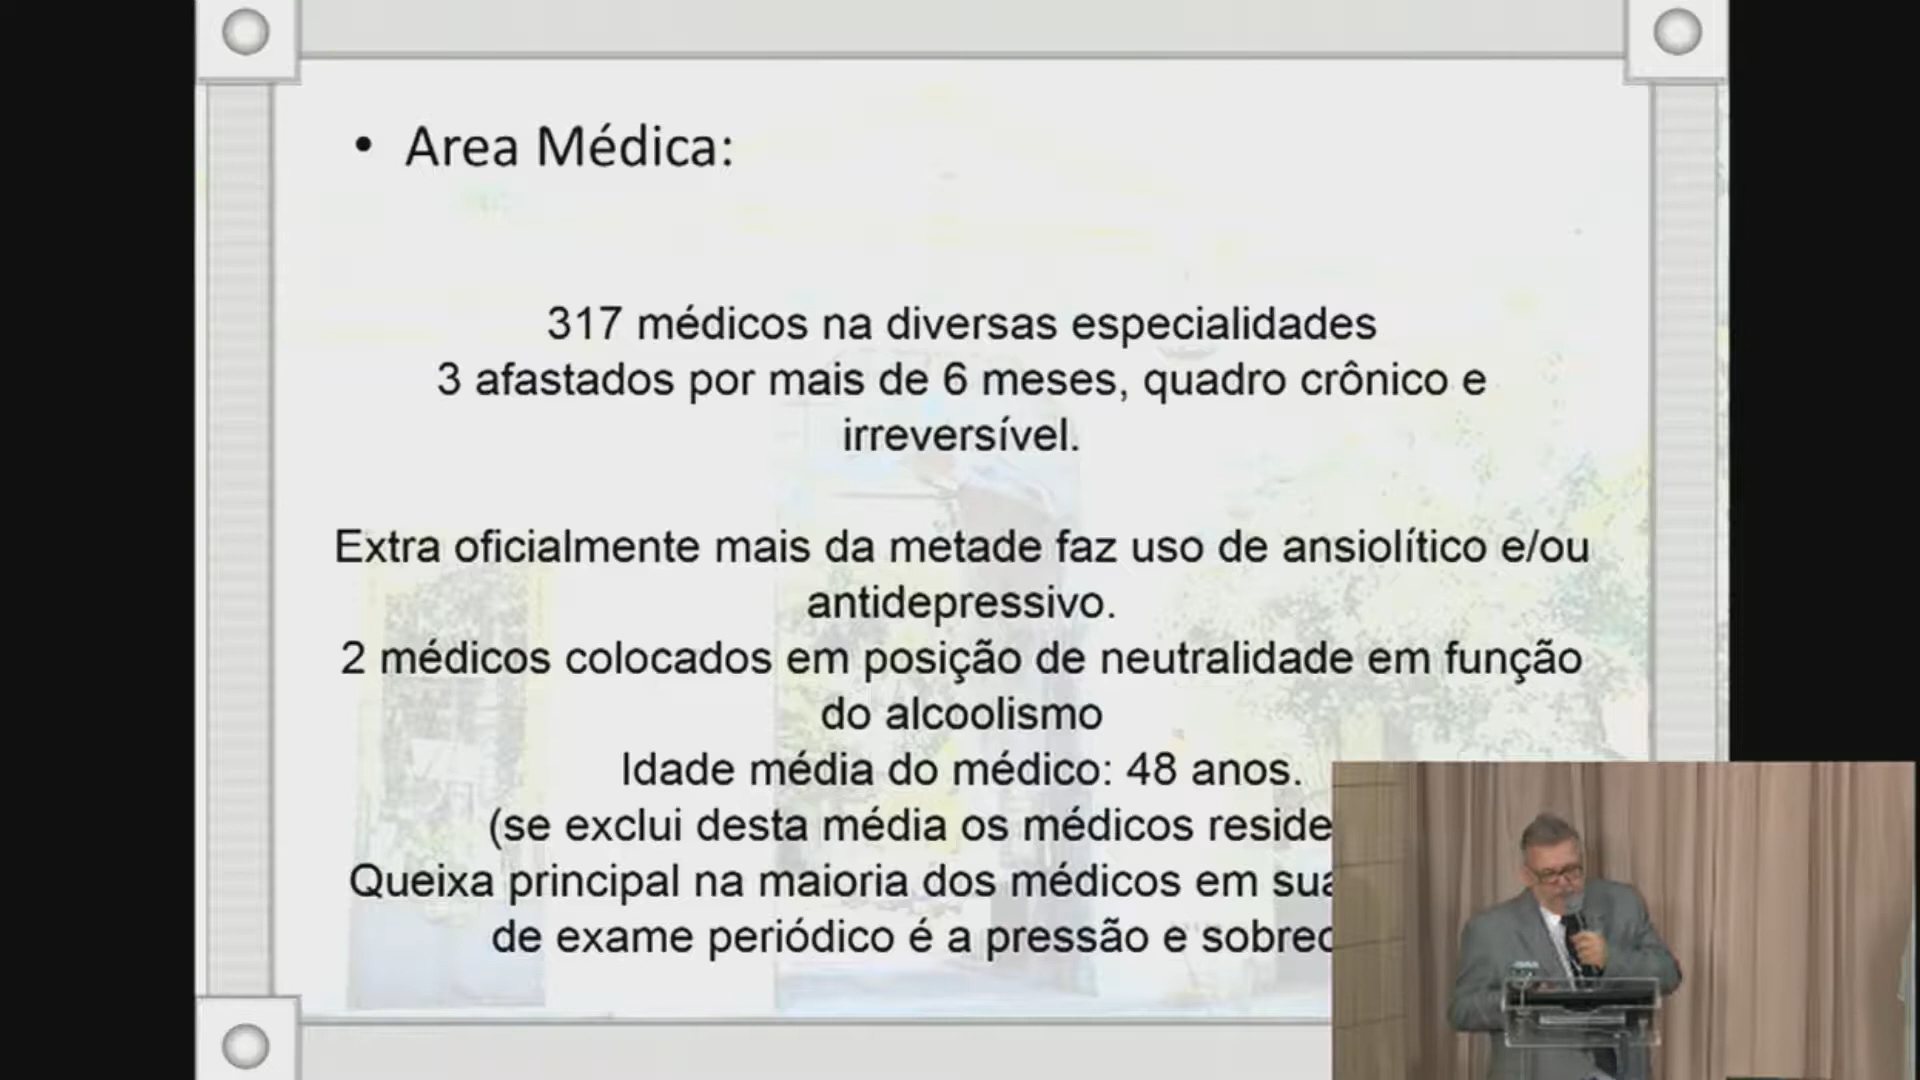 • Area Médica:
317 médicos na diversas especialidades
3 afastados por mais de 6 meses, quadro crônico e
irreversível.
Extra oficialmente mais da metade faz uso de ansiolítico e/ou
antidepressivo.
2 médicos colocados em posição de neutralidade em função
do alcoolismo
Idade média do médico: 48 anos.
(se exclui desta média os médicos
Queixa principal na maioria dos médicos em
de exame periódico é a pressão e